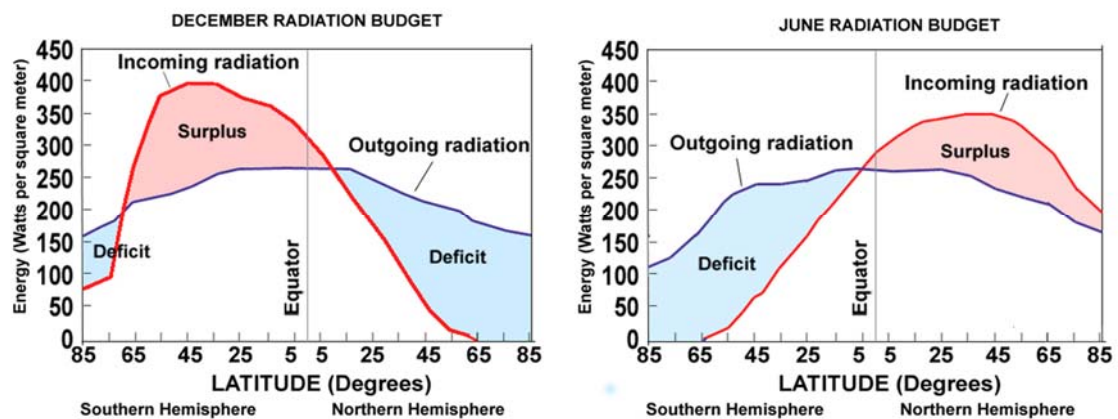 DECEMBER RADIATION BUDGET
450
400
350
300
250
200
150
100
50
0
Energy (Watts per square meter)
Incoming radiation
Surplus
Outgoing radiation
Deficit
Deficit
Equator
85 65 45 25 5 5 25 45 65 85
LATITUDE (Degrees)
Southern Hemisphere Northern Hemisphere
JUNE RADIATION BUDGET
450
400
350
300
250
200
150
100
50
0
Energy (Watts per square meter)
Incoming radiation
Outgoing radiation
Surplus
Deficit
Equator
85 65 45 25 5 5 25 45 65 85
LATITUDE (Degrees)
Southern Hemisphere Northern Hemisphere